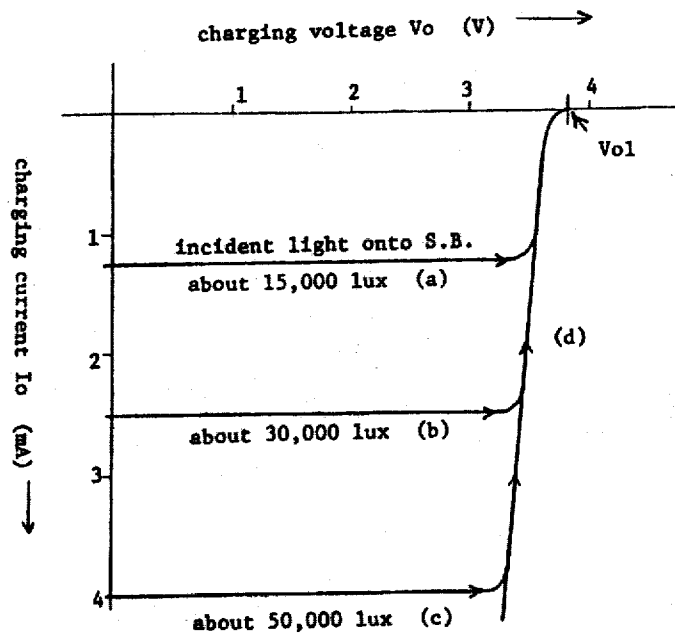 charging voltage Vo (V)
1 2 3 4
Vol
charging current Io (mA)
1
incident light onto S.B.
about 15,000 lux (a)
(d)
2
about 30,000 lux (b)
3
4
about 50,000 lux (c)